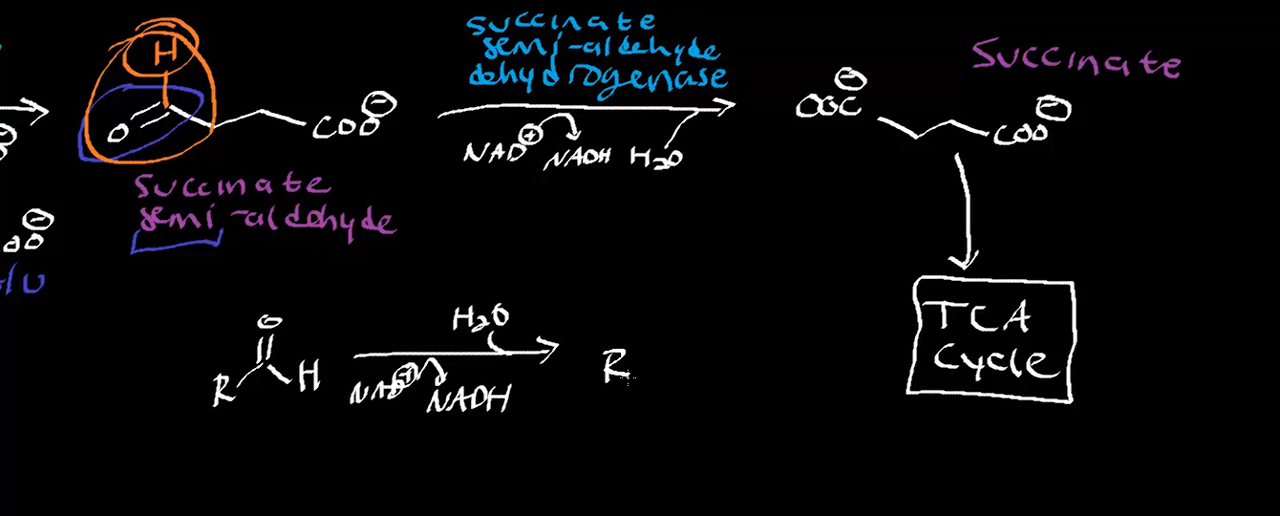 succinate
semi-aldehyde
dehydrogenase
Succinate
H
O
COO⊖
NAD⊕ NADH H₂O
OOC⊖
COO⊖
succinate
semi-aldehyde
TCA
Cycle
O
R H
H₂O
NAD⊕ NADH
R